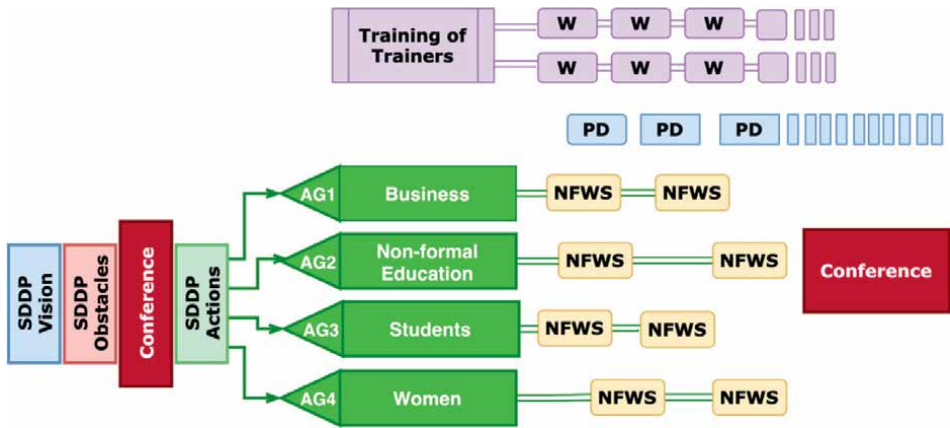 Training of
Trainers
W
W
W
W
W
W
PD
PD
PD
AG1
Business
NFWS
NFWS
SDDP
Vision
SDDP
Obstacles
Conference
SDDP
Actions
AG2
Non-formal
Education
NFWS
NFWS
Conference
AG3
Students
NFWS
NFWS
AG4
Women
NFWS
NFWS